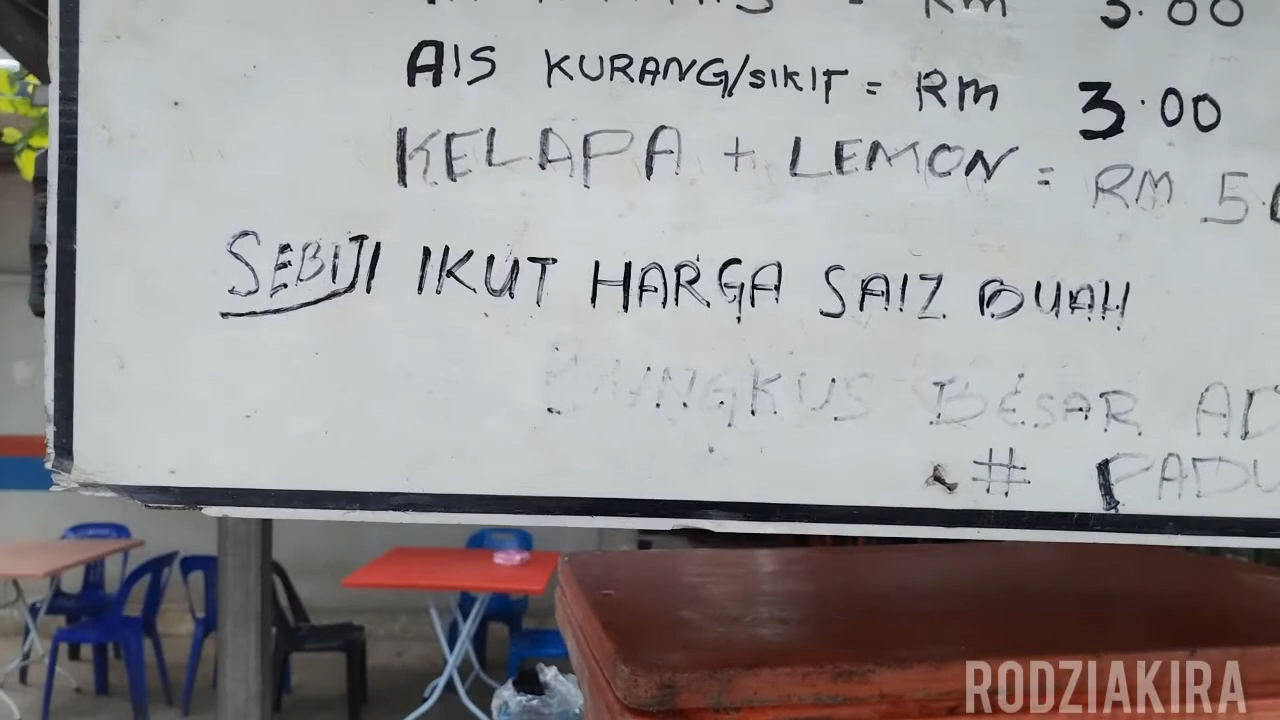 RM 3.00
AIS KURANG/SIKIT = RM 3.00
KELAPA + LEMON = RM 5.0
SEBIJI IKUT HARGA SAIZ BUAH
BUNGKUS BESAR AD
# PADU
RODZIAKIRA